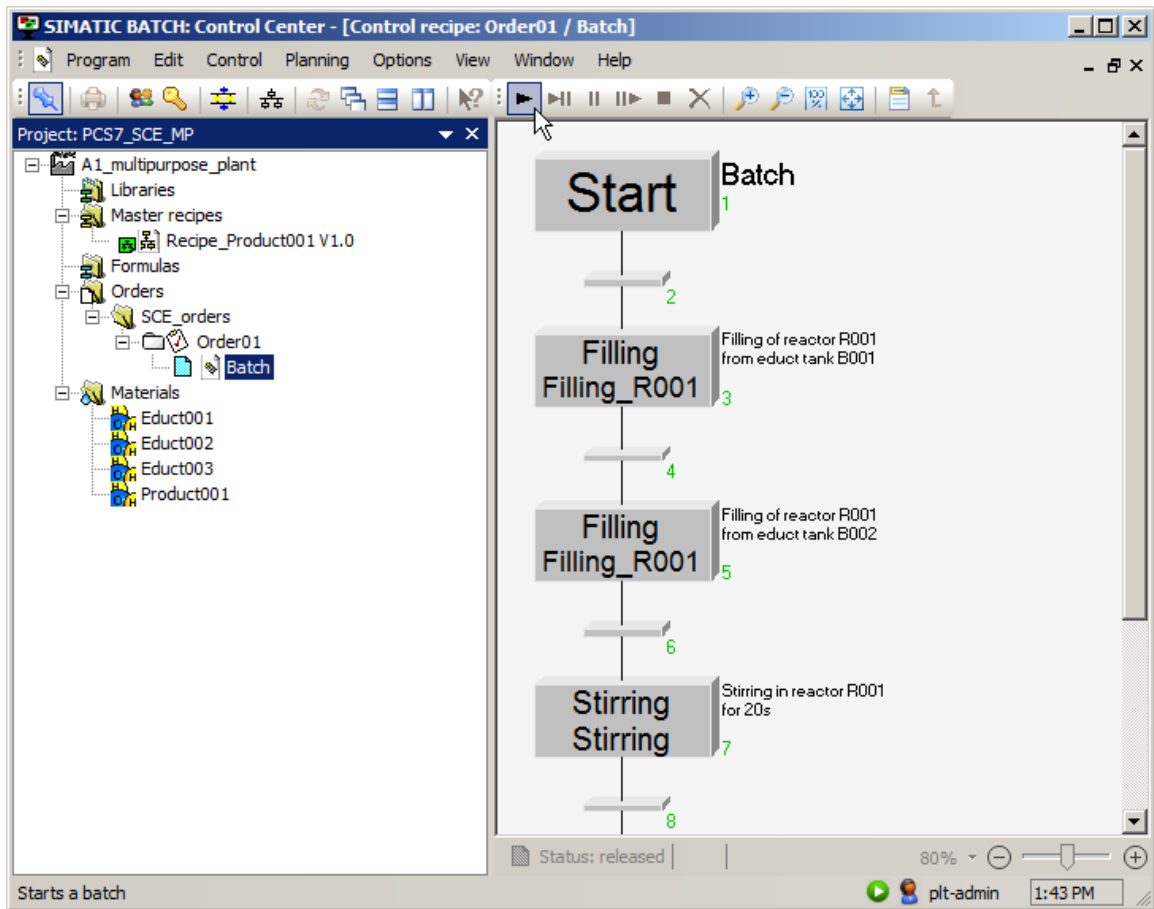 SIMATIC BATCH: Control Center - [Control recipe: Order01 / Batch]
Program Edit Control Planning Options View Window Help
Project: PCS7_SCE_MP
A1_multipurpose_plant
Libraries
Master recipes
Recipe_Product001 V1.0
Formulas
Orders
SCE_orders
Order01
Batch
Materials
Educt001
Educt002
Educt003
Product001
Start
Batch
1
2
Filling
Filling_R001
Filling of reactor R001
from educt tank B001
3
4
Filling
Filling_R001
Filling of reactor R001
from educt tank B002
5
6
Stirring
Stirring
Stirring in reactor R001
for 20s
7
8
Status: released
80%
Starts a batch
plt-admin
1:43 PM